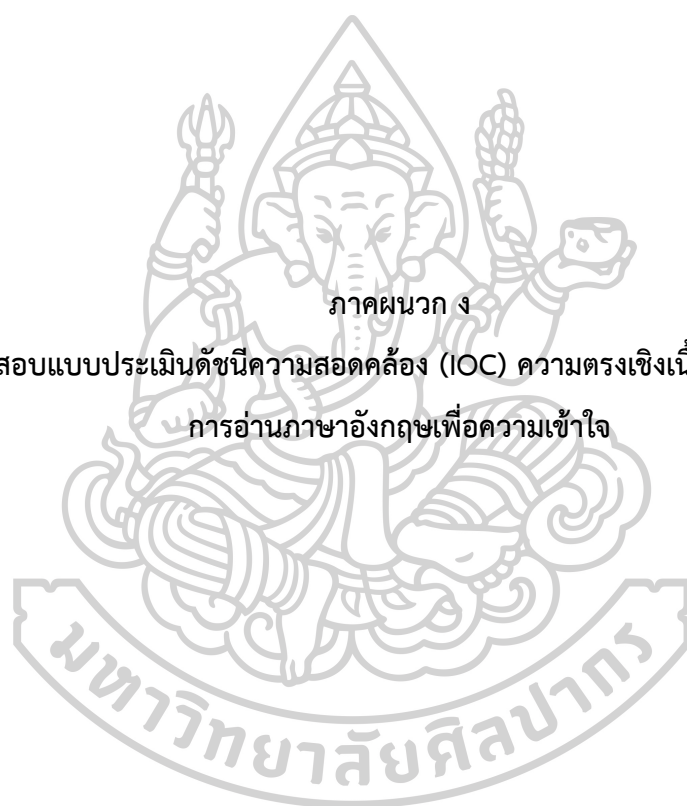 ภาคผนวก ง
สอบแบบประเมินดัชนีความสอดคล้อง (IOC) ความตรงเชิงเนื้
การอ่านภาษาอังกฤษเพื่อความเข้าใจ
มหาวิทยาลัยศิลปากร